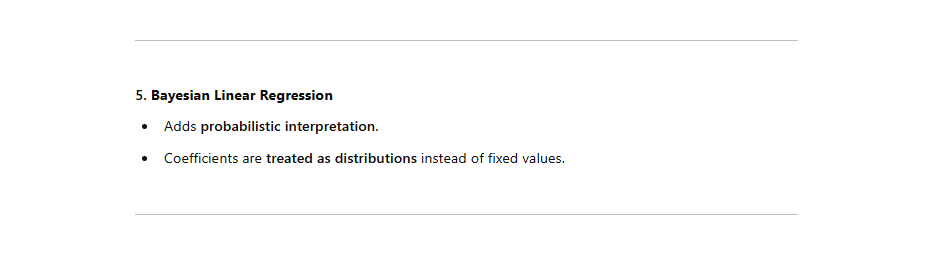 5. Bayesian Linear Regression
• Adds probabilistic interpretation.
• Coefficients are treated as distributions instead of fixed values.